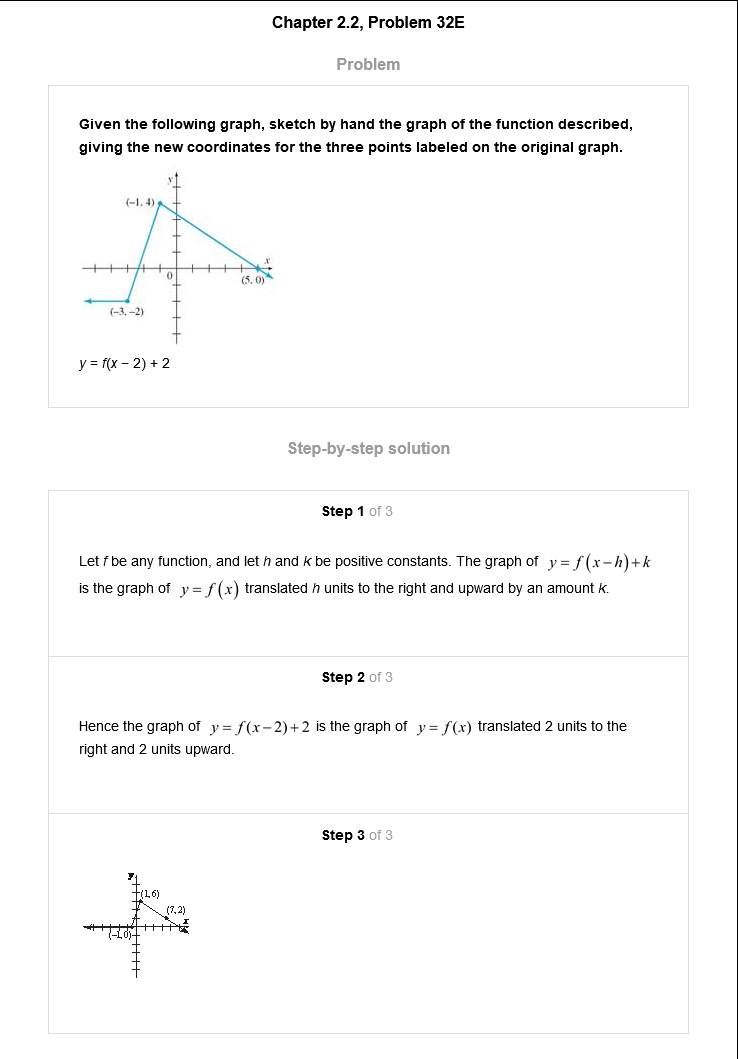 Chapter 2.2, Problem 32E
Problem
Given the following graph, sketch by hand the graph of the function described,
giving the new coordinates for the three points labeled on the original graph.
y
(−1, 4)
x
0
(5, 0)
(−3, −2)
y = f(x − 2) + 2
Step-by-step solution
Step 1 of 3
Let f be any function, and let h and k be positive constants. The graph of y = f(x−h)+k
is the graph of y = f(x) translated h units to the right and upward by an amount k.
Step 2 of 3
Hence the graph of y = f(x−2)+2 is the graph of y = f(x) translated 2 units to the
right and 2 units upward.
Step 3 of 3
y
(1,6)
(7,2)
x
(-1,0)